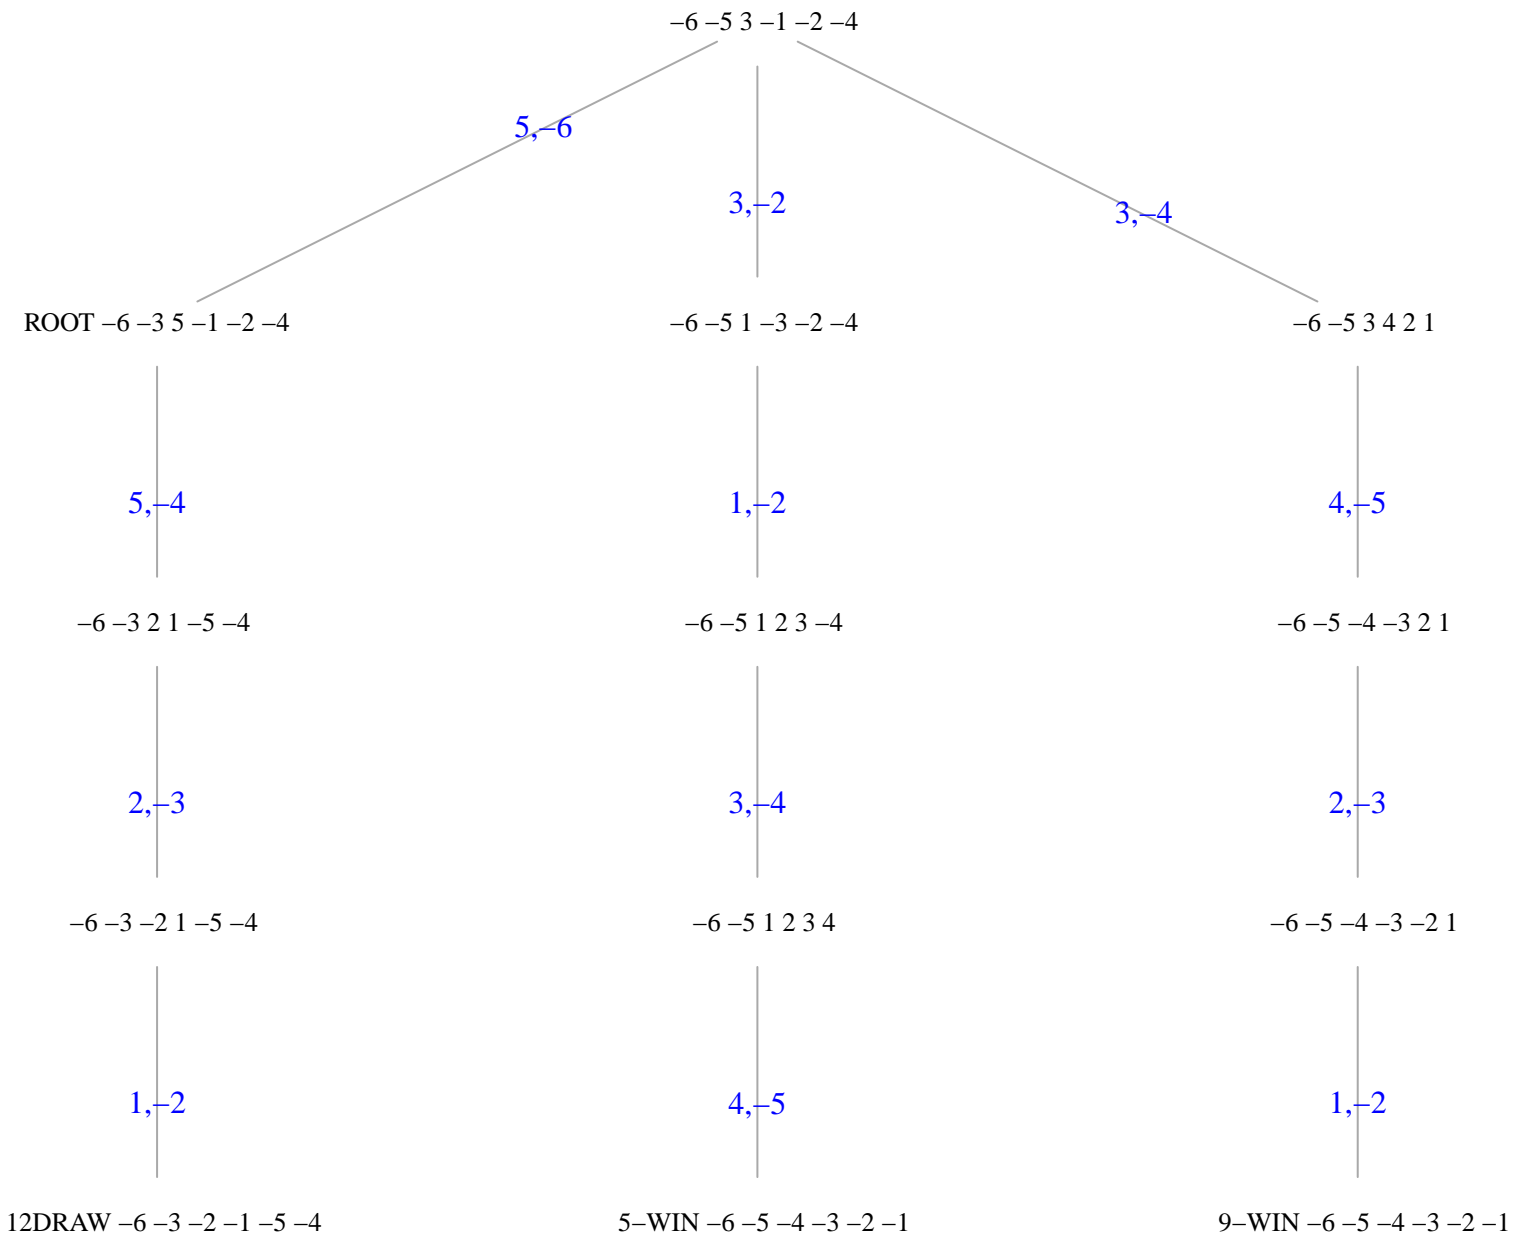 –6 –5 3 –1 –2 –4
5,–6
3,–2
3,–4
ROOT –6 –3 5 –1 –2 –4
–6 –5 1 –3 –2 –4
–6 –5 3 4 2 1
5,–4
1,–2
4,–5
–6 –3 2 1 –5 –4
–6 –5 1 2 3 –4
–6 –5 –4 –3 2 1
2,–3
3,–4
2,–3
–6 –3 –2 1 –5 –4
–6 –5 1 2 3 4
–6 –5 –4 –3 –2 1
1,–2
4,–5
1,–2
12DRAW –6 –3 –2 –1 –5 –4
5–WIN –6 –5 –4 –3 –2 –1
9–WIN –6 –5 –4 –3 –2 –1